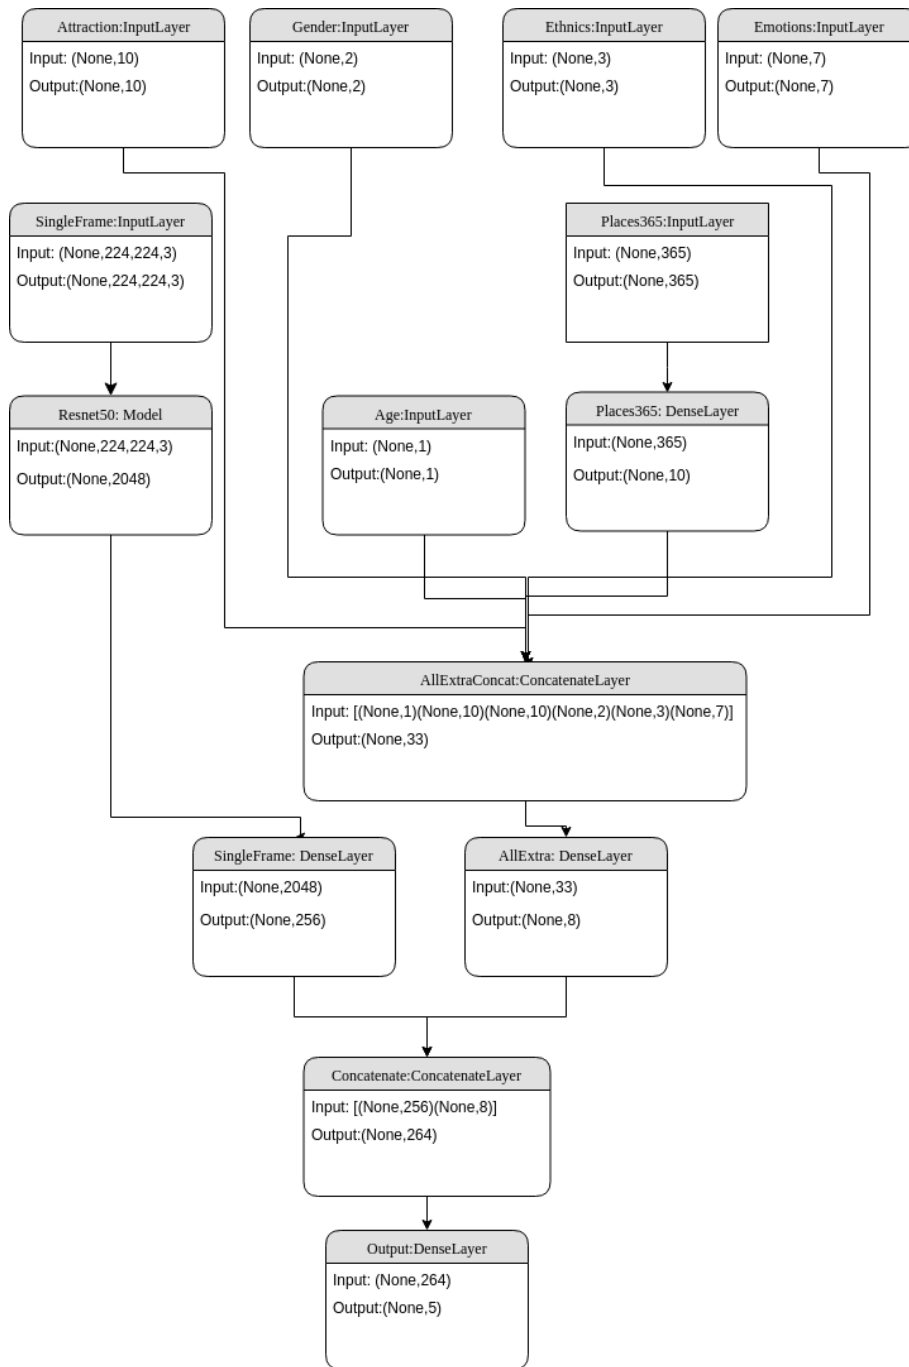 Attraction:InputLayer
Input: (None,10)
Output:(None,10)
Gender:InputLayer
Input: (None,2)
Output:(None,2)
Ethnics:InputLayer
Input: (None,3)
Output:(None,3)
Emotions:InputLayer
Input: (None,7)
Output:(None,7)
SingleFrame:InputLayer
Input: (None,224,224,3)
Output:(None,224,224,3)
Places365:InputLayer
Input: (None,365)
Output:(None,365)
Resnet50: Model
Input:(None,224,224,3)
Output:(None,2048)
Age:InputLayer
Input: (None,1)
Output:(None,1)
Places365: DenseLayer
Input:(None,365)
Output:(None,10)
AllExtraConcat:ConcatenateLayer
Input: [(None,1)(None,10)(None,10)(None,2)(None,3)(None,7)]
Output:(None,33)
SingleFrame: DenseLayer
Input:(None,2048)
Output:(None,256)
AllExtra: DenseLayer
Input:(None,33)
Output:(None,8)
Concatenate:ConcatenateLayer
Input: [(None,256)(None,8)]
Output:(None,264)
Output:DenseLayer
Input: (None,264)
Output:(None,5)